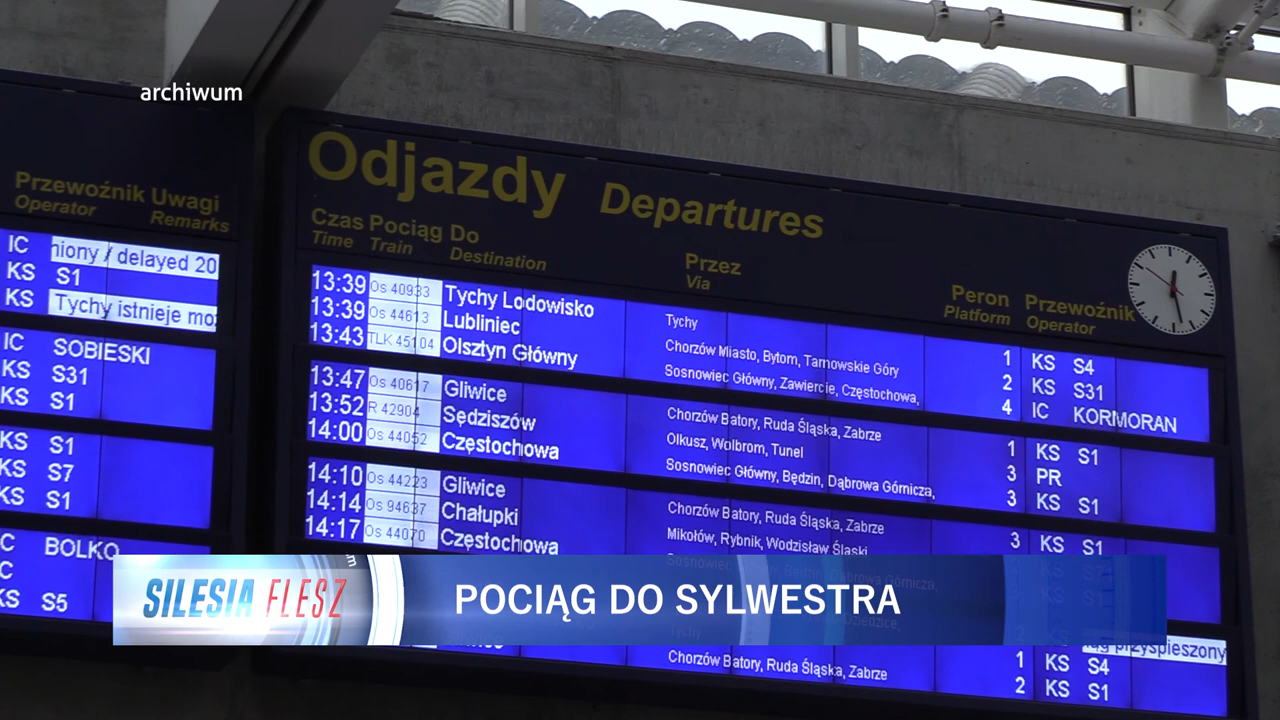 archiwum
Przewoźnik Uwagi
Operator Remarks
IC niony / delayed 20
KS S1
KS Tychy istnieje mo
IC SOBIESKI
KS S31
KS S1
KS S1
KS S7
KS S1
BOLKO
KS S5
Odjazdy Departures
Czas Pociąg Do Przez Peron Przewoźnik
Time Train Destination Via Platform Operator
13:39 Os 40933 Tychy Lodowisko Tychy 1 KS S4
13:39 Os 44613 Lubliniec Chorzów Miasto, Bytom, Tarnowskie Góry 2 KS S31
13:43 TLK 45104 Olsztyn Główny Sosnowiec Główny, Zawiercie, Częstochowa, 4 IC KORMORAN
13:47 Os 40617 Gliwice Chorzów Batory, Ruda Śląska, Zabrze 1 KS S1
13:52 R 42904 Sędziszów Olkusz, Wolbrom, Tunel 3 PR
14:00 Os 44052 Częstochowa Sosnowiec Główny, Będzin, Dąbrowa Górnicza, 3 KS S1
14:10 Os 44223 Gliwice Chorzów Batory, Ruda Śląska, Zabrze 3 KS S1
14:14 Os 94637 Chałupki Mikołów, Rybnik, Wodzisław Śląski
14:17 Os 44070 Częstochowa Sosnowiec Główny, Będzin, Dąbrowa Górnicza,
SILESIA FLESZ
POCIĄG DO SYLWESTRA
Tychy przyspieszony
Chorzów Batory, Ruda Śląska, Zabrze 1 KS S4
2 KS S1